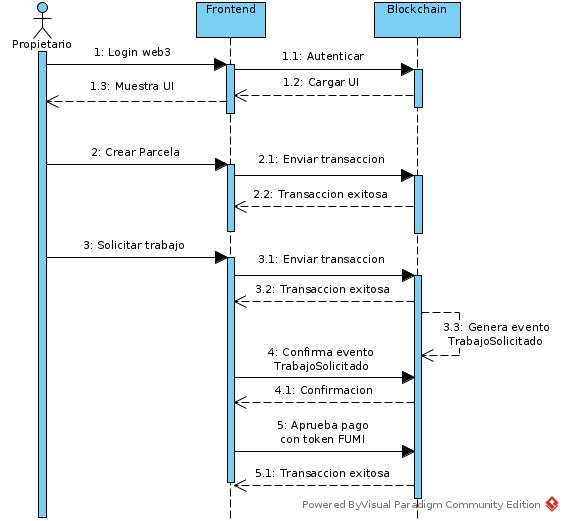 Frontend
Blockchain
Propietario
1: Login web3
1.1: Autenticar
1.2: Cargar UI
1.3: Muestra UI
2: Crear Parcela
2.1: Enviar transaccion
2.2: Transaccion exitosa
3: Solicitar trabajo
3.1: Enviar transaccion
3.2: Transaccion exitosa
3.3: Genera evento
TrabajoSolicitado
4: Confirma evento
TrabajoSolicitado
4.1: Confirmacion
5: Aprueba pago
con token FUMI
5.1: Transaccion exitosa
Powered ByVisual Paradigm Community Edition